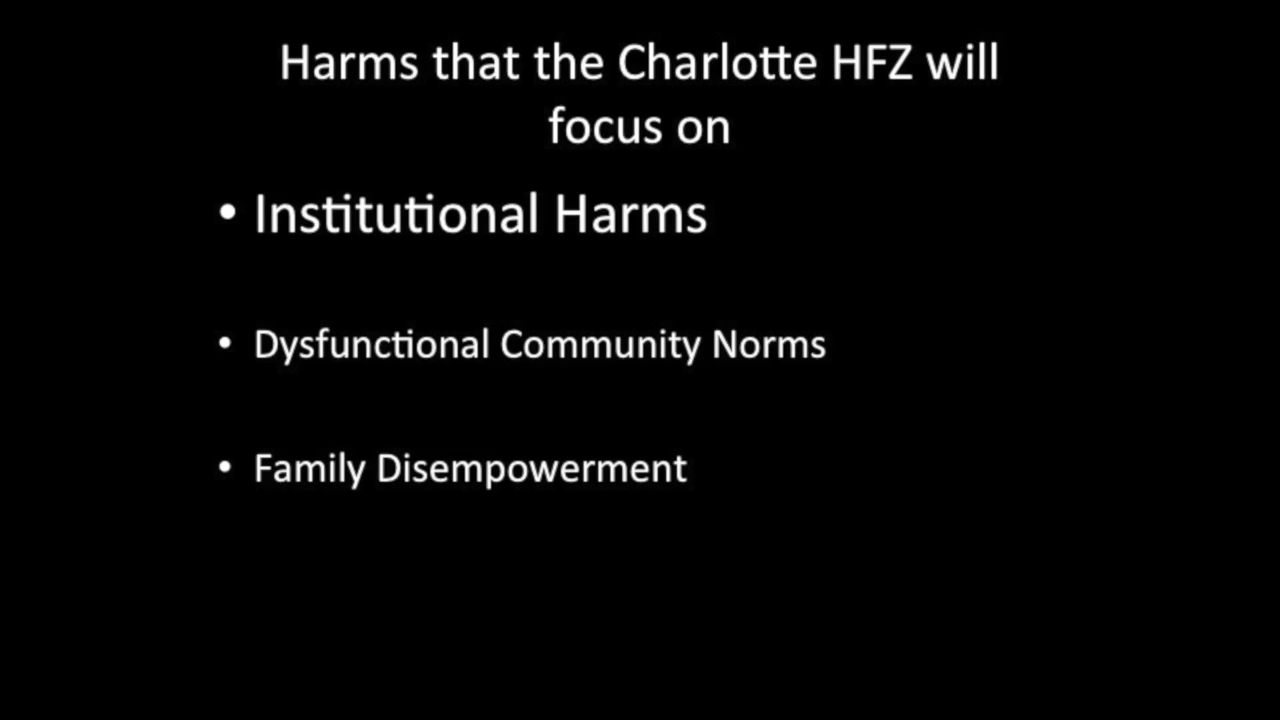 Harms that the Charlotte HFZ will
focus on
• Institutional Harms
• Dysfunctional Community Norms
• Family Disempowerment